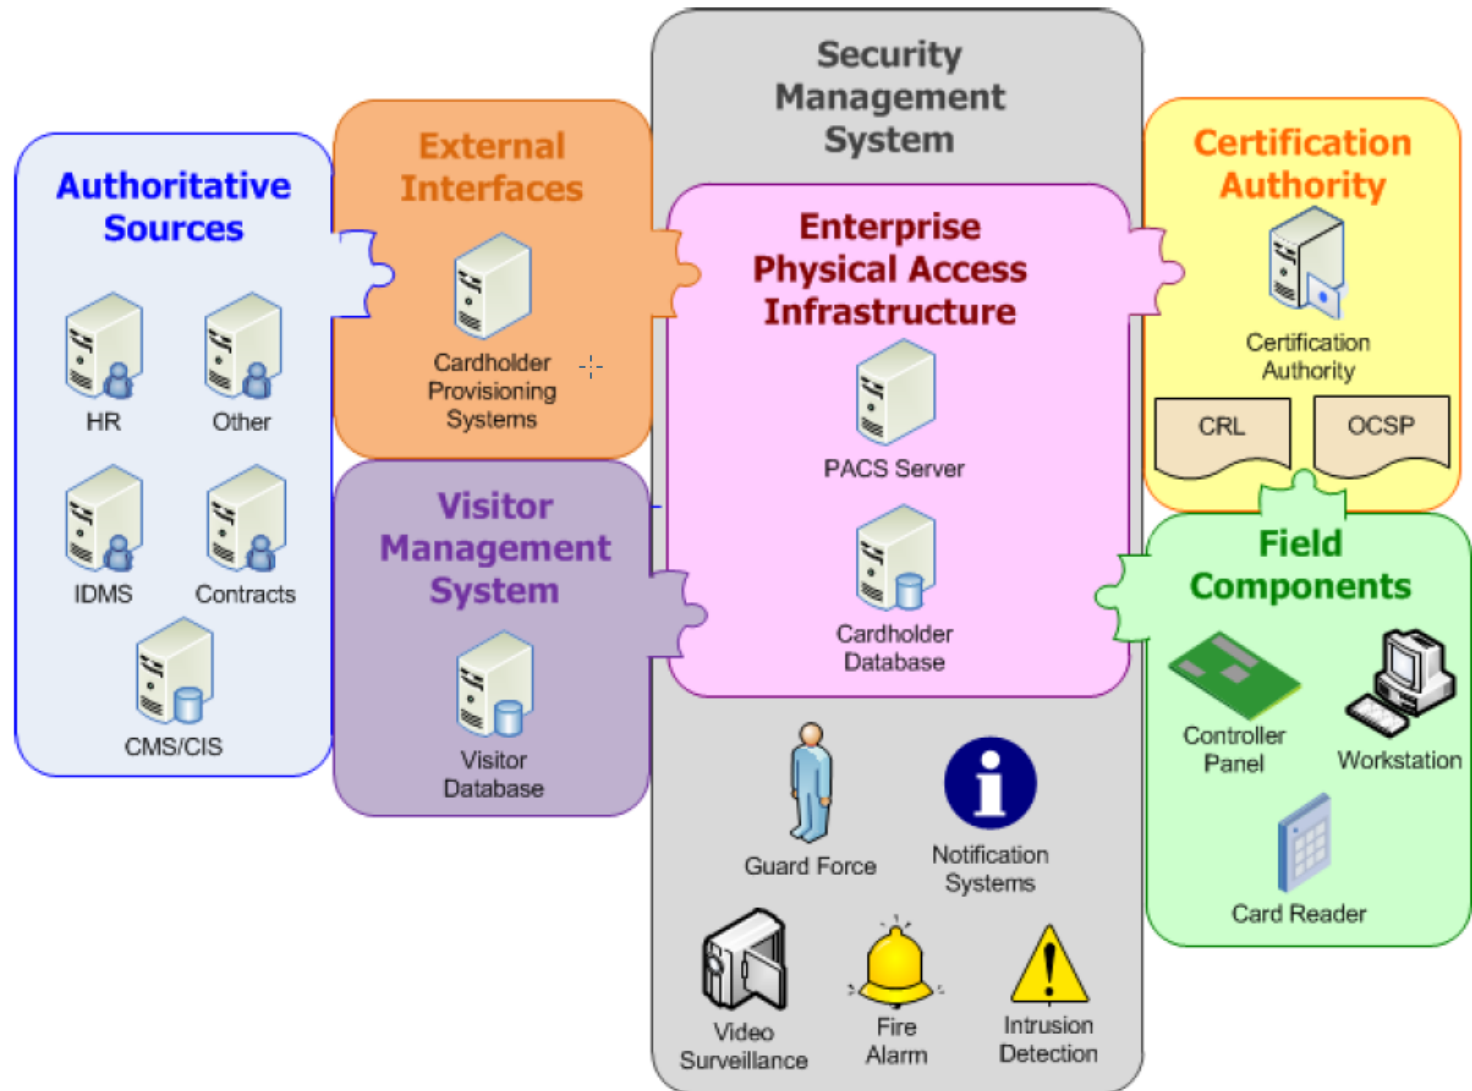 Authoritative
Sources
HR
Other
IDMS
Contracts
CMS/CIS
External
Interfaces
Cardholder
Provisioning
Systems
Visitor
Management
System
Visitor
Database
Security
Management
System
Enterprise
Physical Access
Infrastructure
PACS Server
Cardholder
Database
Guard Force
Notification
Systems
Video
Surveillance
Fire
Alarm
Intrusion
Detection
Certification
Authority
Certification
Authority
CRL
OCSP
Field
Components
Controller
Panel
Workstation
Card Reader